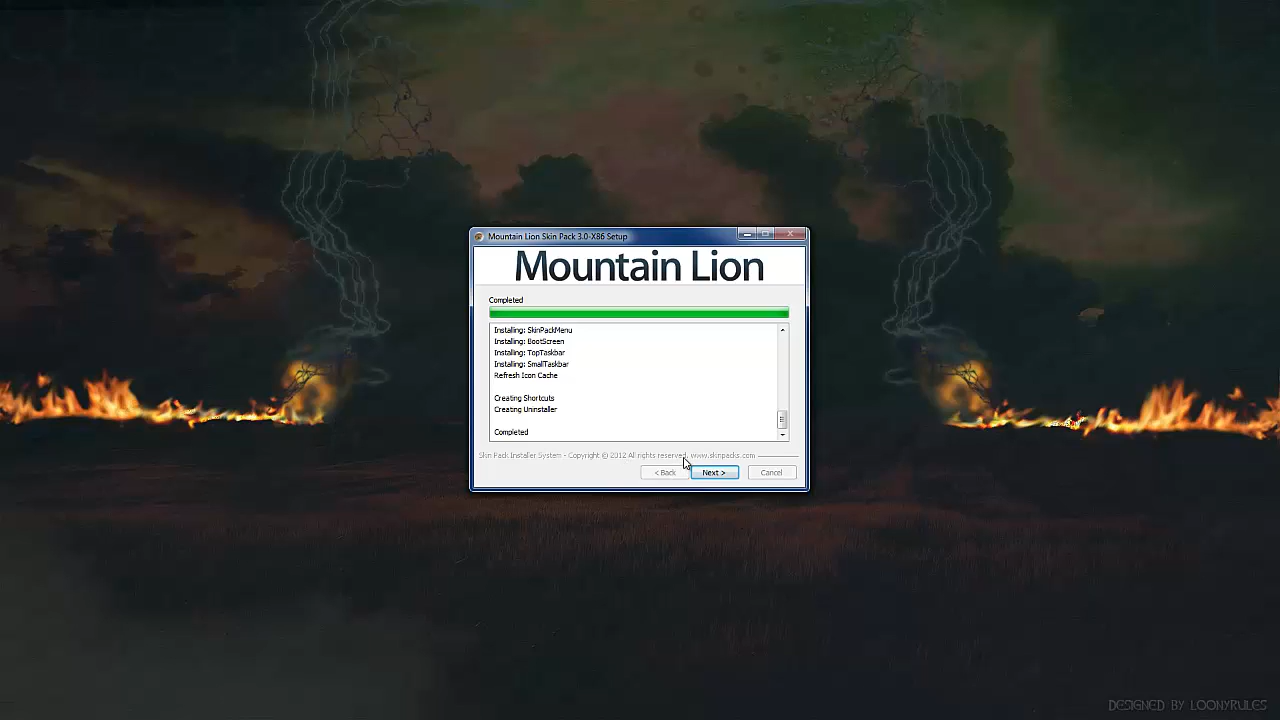 Mountain Lion Skin Pack 3.0-X86 Setup
Mountain Lion
Completed
Installing: SkinPackMenu
Installing: BootScreen
Installing: TopTaskbar
Installing: SmallTaskbar
Refresh Icon Cache
Creating Shortcuts
Creating Uninstaller
Completed
Skin Pack Installer System - Copyright © 2012 All rights reserved. www.skinpacks.com
< Back Next > Cancel
DESIGNED BY LOONYRULES